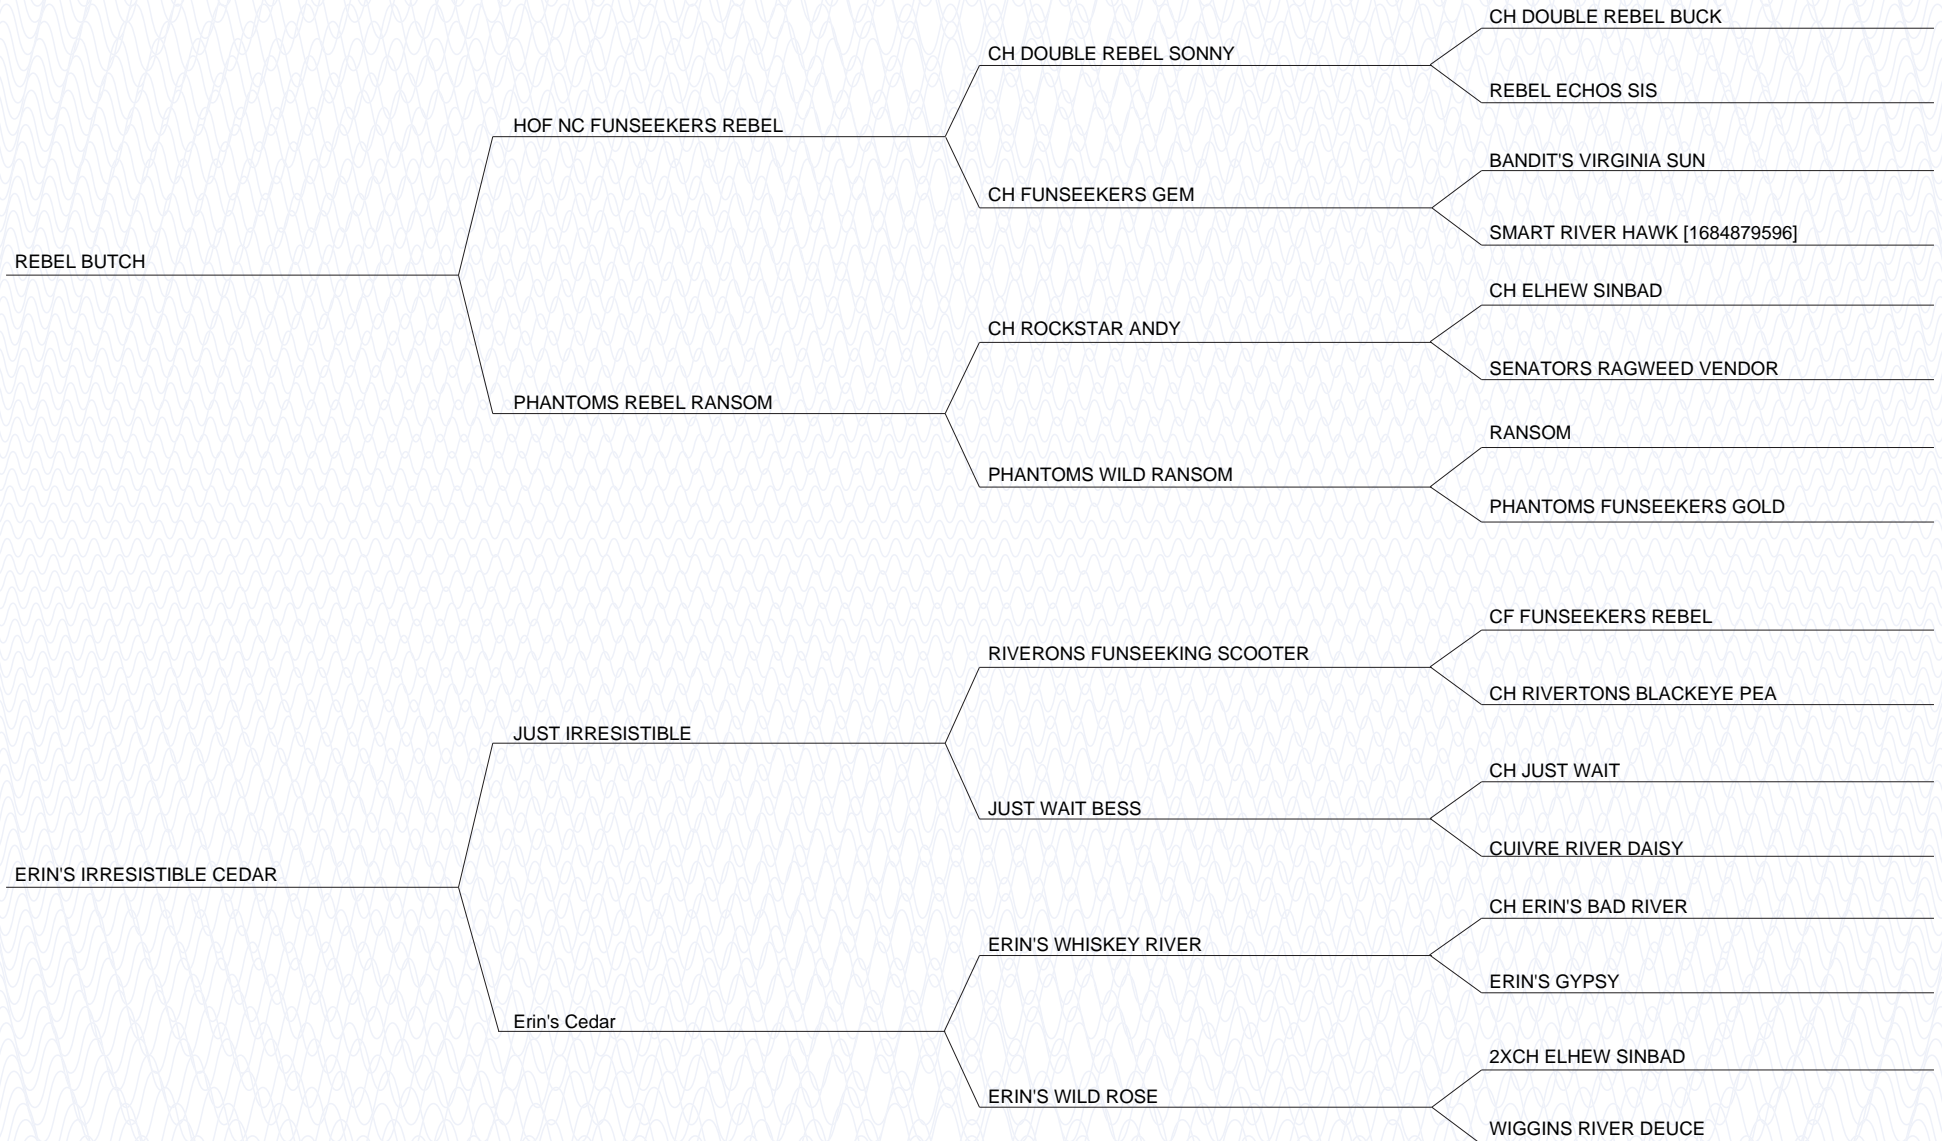 CH DOUBLE REBEL BUCK
CH DOUBLE REBEL SONNY
REBEL ECHOS SIS
HOF NC FUNSEEKERS REBEL
BANDIT'S VIRGINIA SUN
CH FUNSEEKERS GEM
SMART RIVER HAWK [1684879596]
REBEL BUTCH
CH ELHEW SINBAD
CH ROCKSTAR ANDY
SENATORS RAGWEED VENDOR
PHANTOMS REBEL RANSOM
RANSOM
PHANTOMS WILD RANSOM
PHANTOMS FUNSEEKERS GOLD
CF FUNSEEKERS REBEL
RIVERONS FUNSEEKING SCOOTER
CH RIVERTONS BLACKEYE PEA
JUST IRRESISTIBLE
CH JUST WAIT
JUST WAIT BESS
CUIVRE RIVER DAISY
ERIN'S IRRESISTIBLE CEDAR
CH ERIN'S BAD RIVER
ERIN'S WHISKEY RIVER
ERIN'S GYPSY
Erin's Cedar
2XCH ELHEW SINBAD
ERIN'S WILD ROSE
WIGGINS RIVER DEUCE